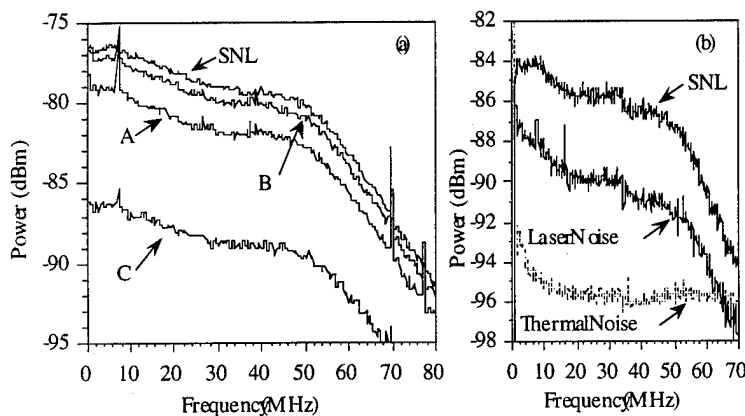 -75
-80
-85
-90
-95
Power (dBm)
(a)
SNL
A
B
C
0 10 20 30 40 50 60 70 80
Frequency(MHz)
-82
-84
-86
-88
-90
-92
-94
-96
-98
Power (dBm)
(b)
SNL
LaserNoise
ThermalNoise
0 10 20 30 40 50 60 70
Frequency(MHz)